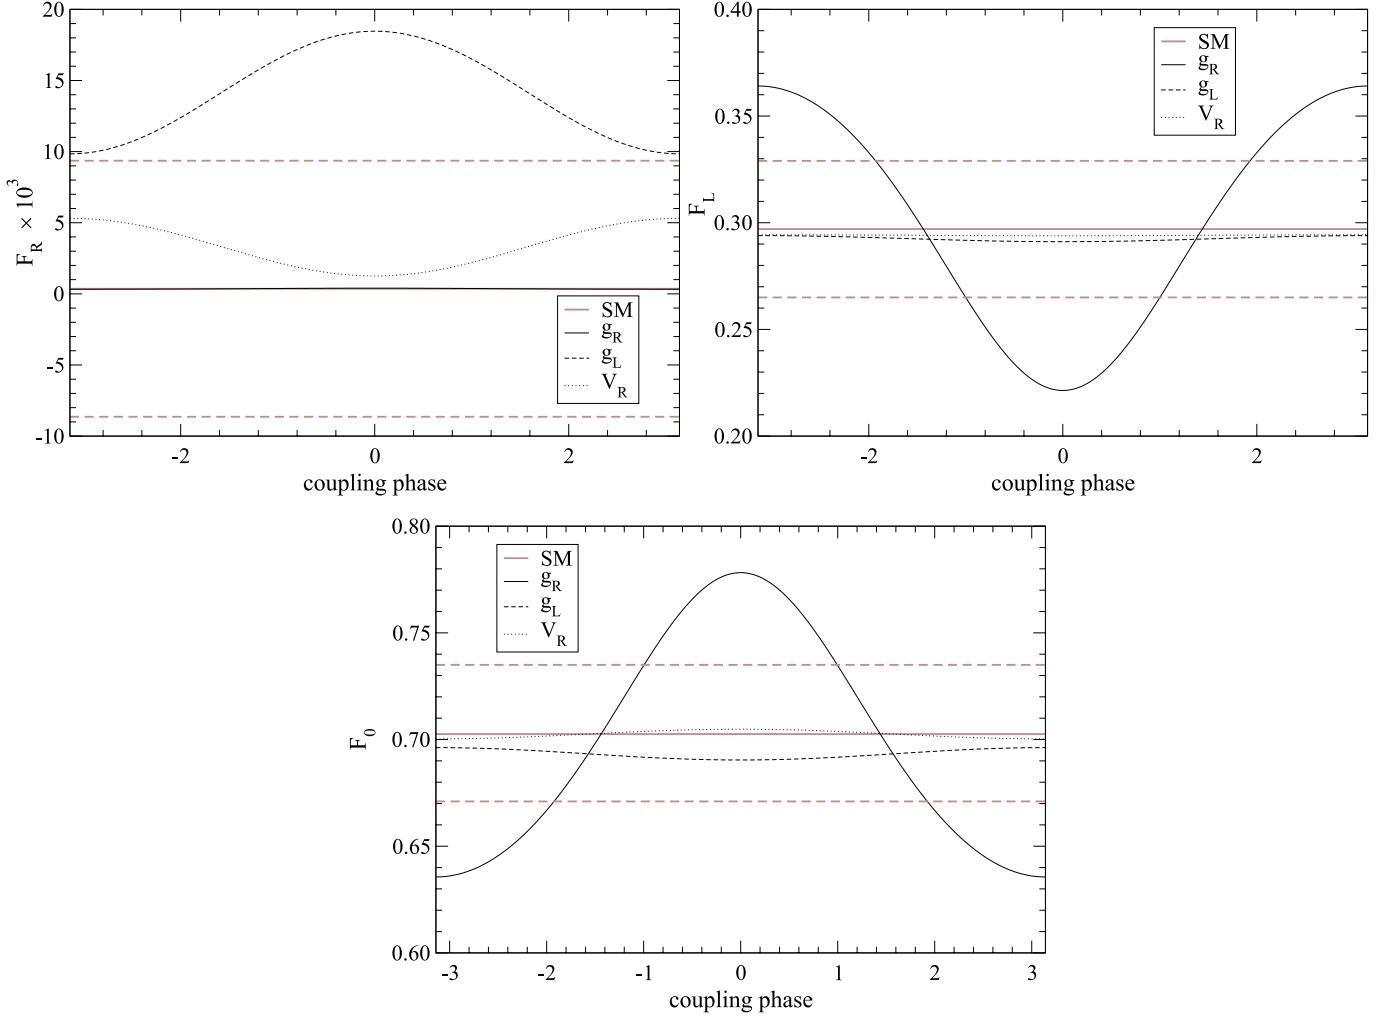 20
15
10
5
0
-5
-10
F_R × 10^3
-2 0 2
coupling phase
SM
g_R
g_L
V_R
0.40
0.35
0.30
0.25
0.20
F_L
-2 0 2
coupling phase
SM
g_R
g_L
V_R
0.80
0.75
0.70
0.65
0.60
F_0
-3 -2 -1 0 1 2 3
coupling phase
SM
g_R
g_L
V_R